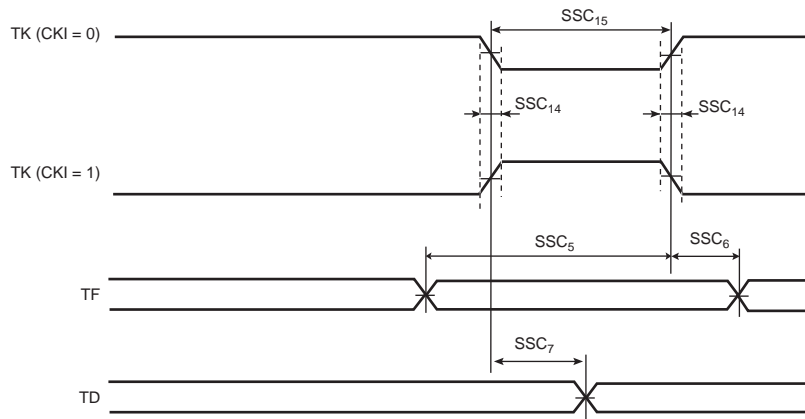 SSC15
TK (CKI = 0)
SSC14
SSC14
TK (CKI = 1)
SSC5
SSC6
TF
SSC7
TD